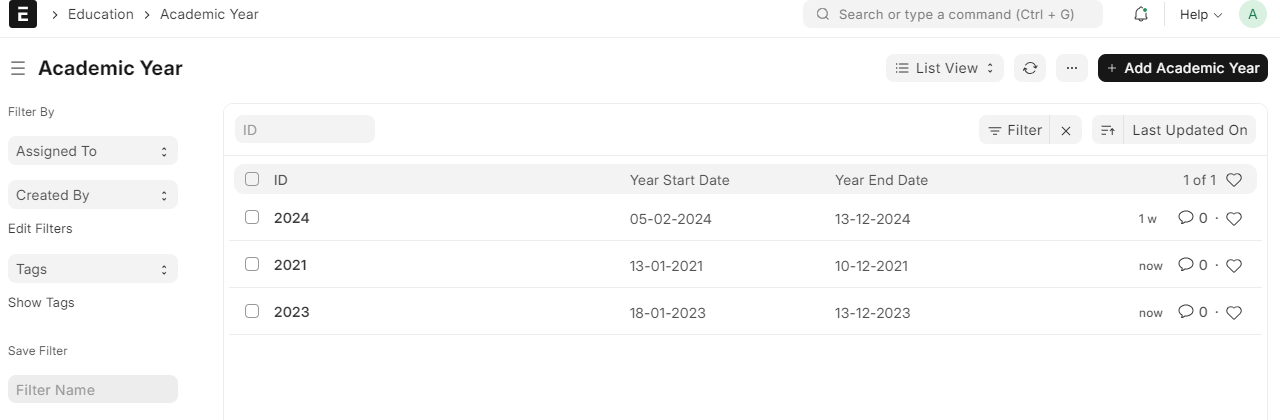 E > Education > Academic Year
Search or type a command (Ctrl + G)
Help
A
Academic Year
List View
...
+ Add Academic Year
Filter By
Assigned To
Created By
Edit Filters
Tags
Show Tags
Save Filter
Filter Name
ID
Filter
Last Updated On
ID Year Start Date Year End Date 1 of 1
2024 05-02-2024 13-12-2024 1 w 0 ·
2021 13-01-2021 10-12-2021 now 0 ·
2023 18-01-2023 13-12-2023 now 0 ·